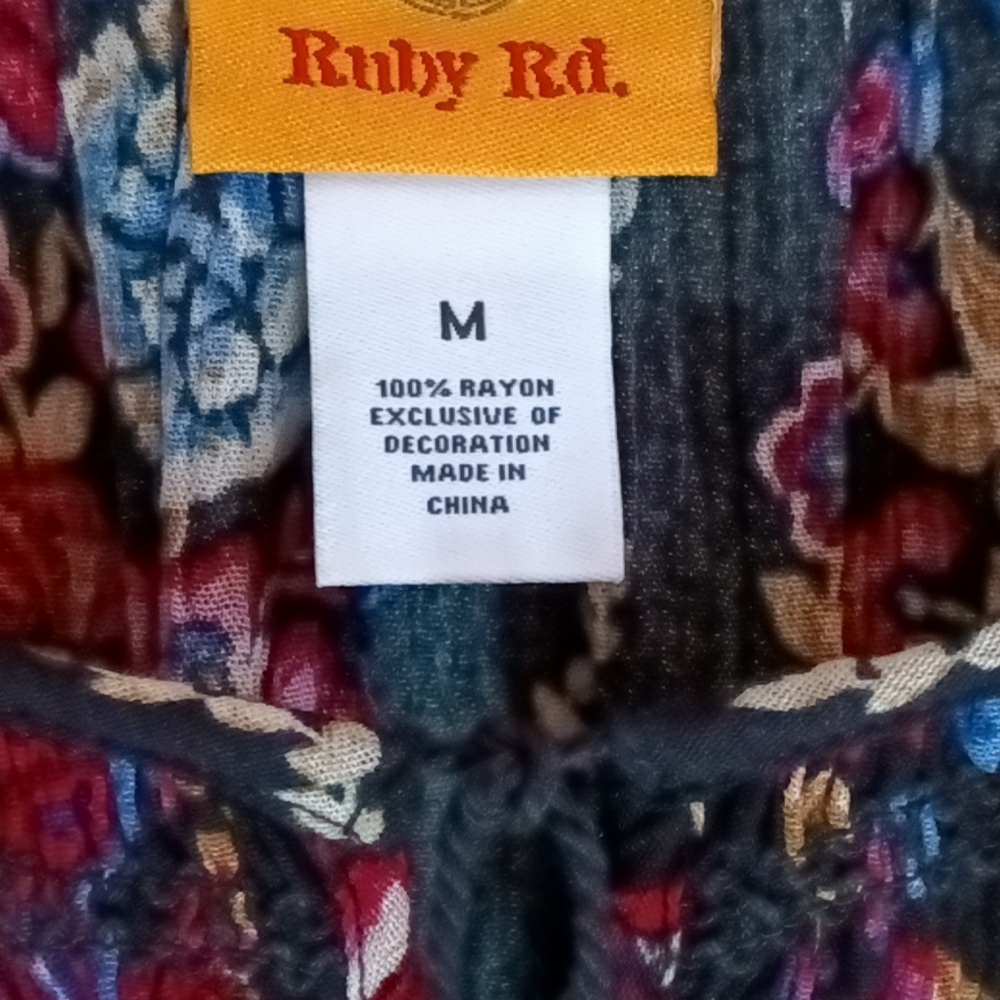 Ruby Rd.
M
100% RAYON
EXCLUSIVE OF
DECORATION
MADE IN
CHINA